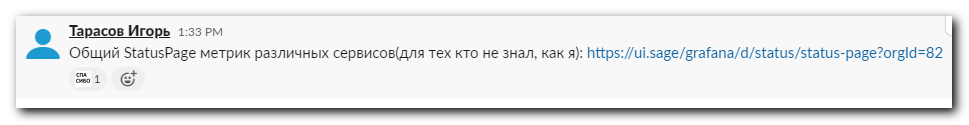 Тарасов Игорь 1:33 PM
Общий StatusPage метрик различных сервисов(для тех кто не знал, как я): https://ui.sage/grafana/d/status/status-page?orgId=82
СПА
СИБО 1